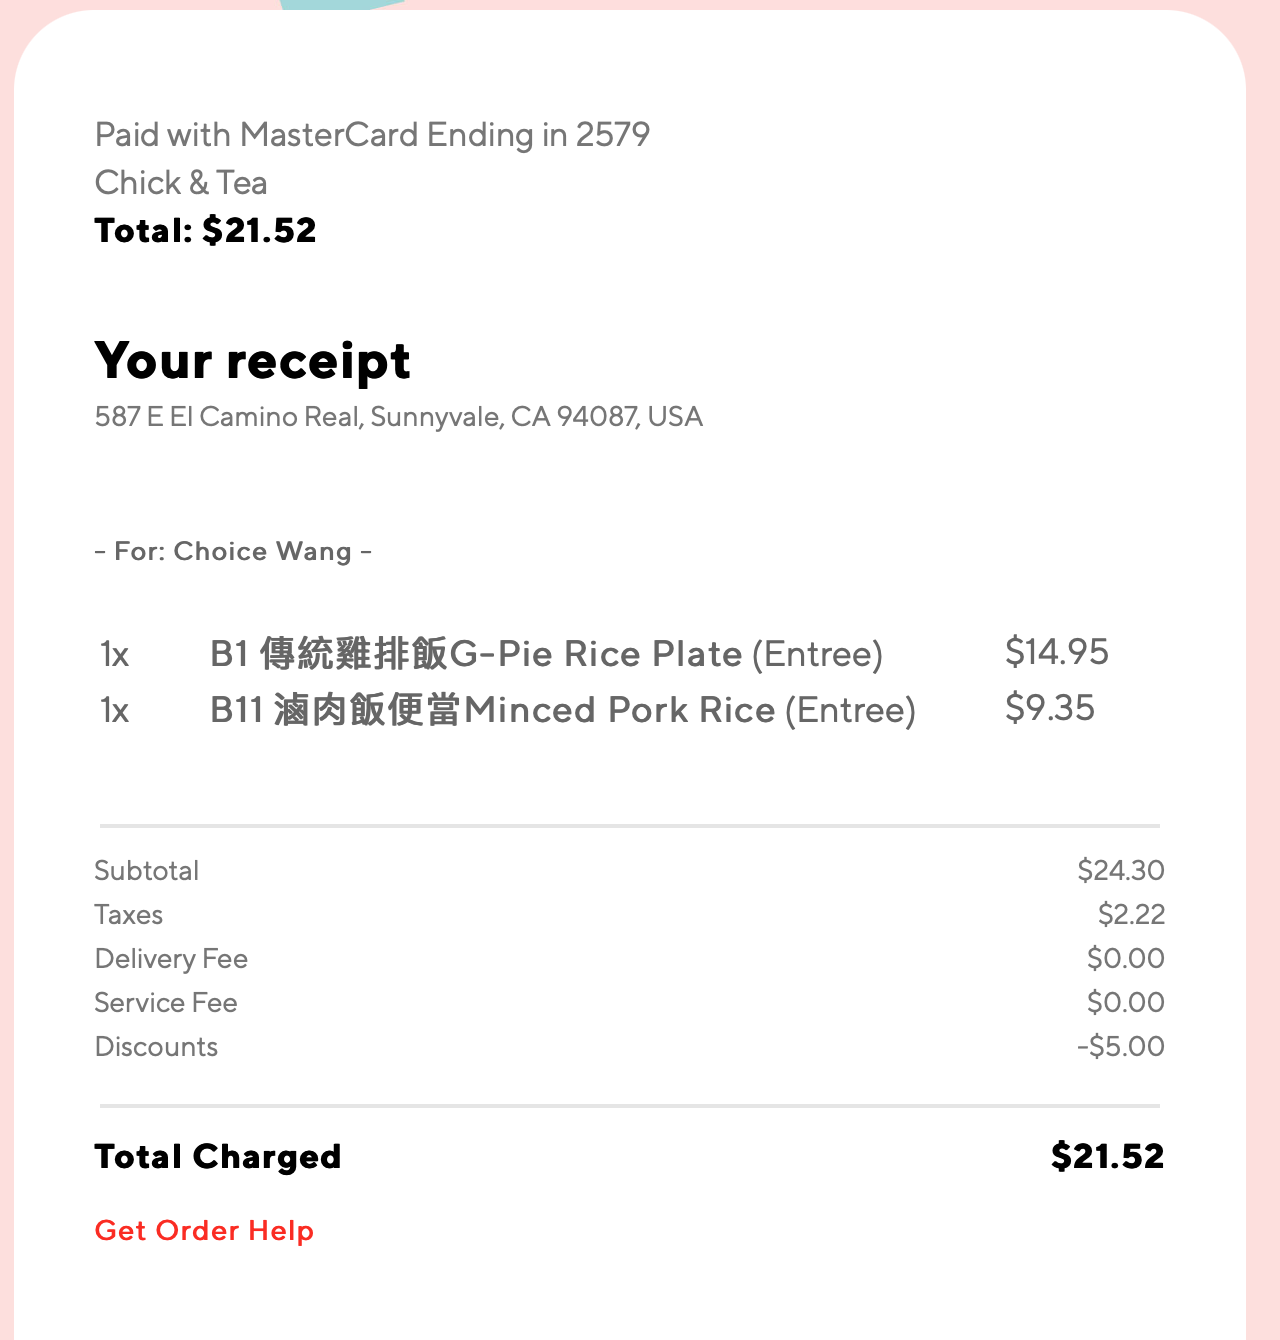 Paid with MasterCard Ending in 2579
Chick & Tea
Total: $21.52
Your receipt
587 E El Camino Real, Sunnyvale, CA 94087, USA
- For: Choice Wang -
1x B1 傳統雞排飯G-Pie Rice Plate (Entree) $14.95
1x B11 滷肉飯便當Minced Pork Rice (Entree) $9.35
Subtotal $24.30
Taxes $2.22
Delivery Fee $0.00
Service Fee $0.00
Discounts -$5.00
Total Charged $21.52
Get Order Help